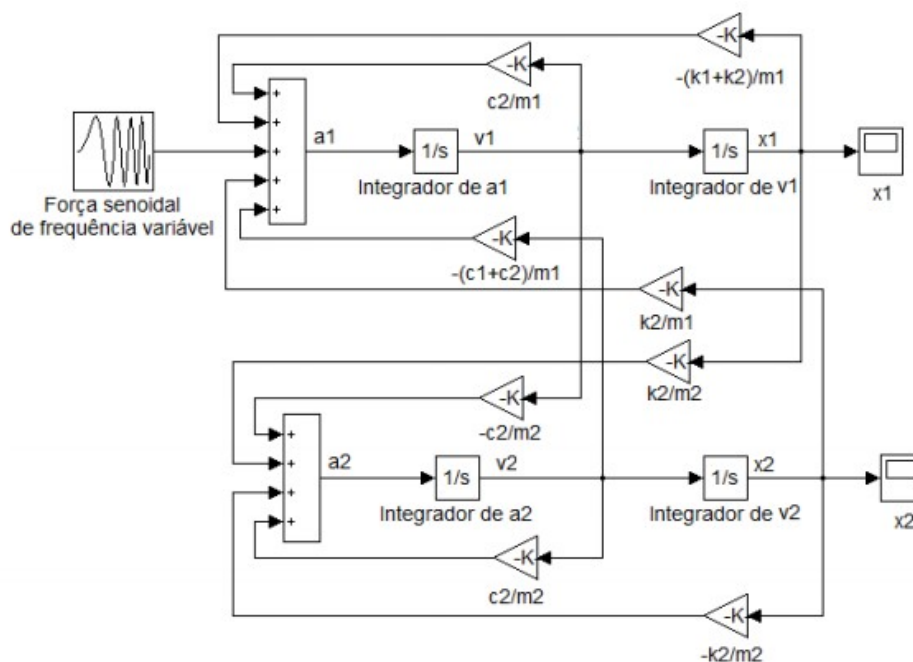 -K
-(k1+k2)/m1
-K
c2/m1
+
+
+
+
+
a1
1/s
v1
1/s
x1
Integrador de a1
Integrador de v1
x1
Força senoidal
de frequência variável
-K
-(c1+c2)/m1
-K
k2/m1
-K
k2/m2
-K
-c2/m2
+
+
+
+
a2
1/s
v2
1/s
x2
Integrador de a2
Integrador de v2
x2
-K
c2/m2
-K
-k2/m2